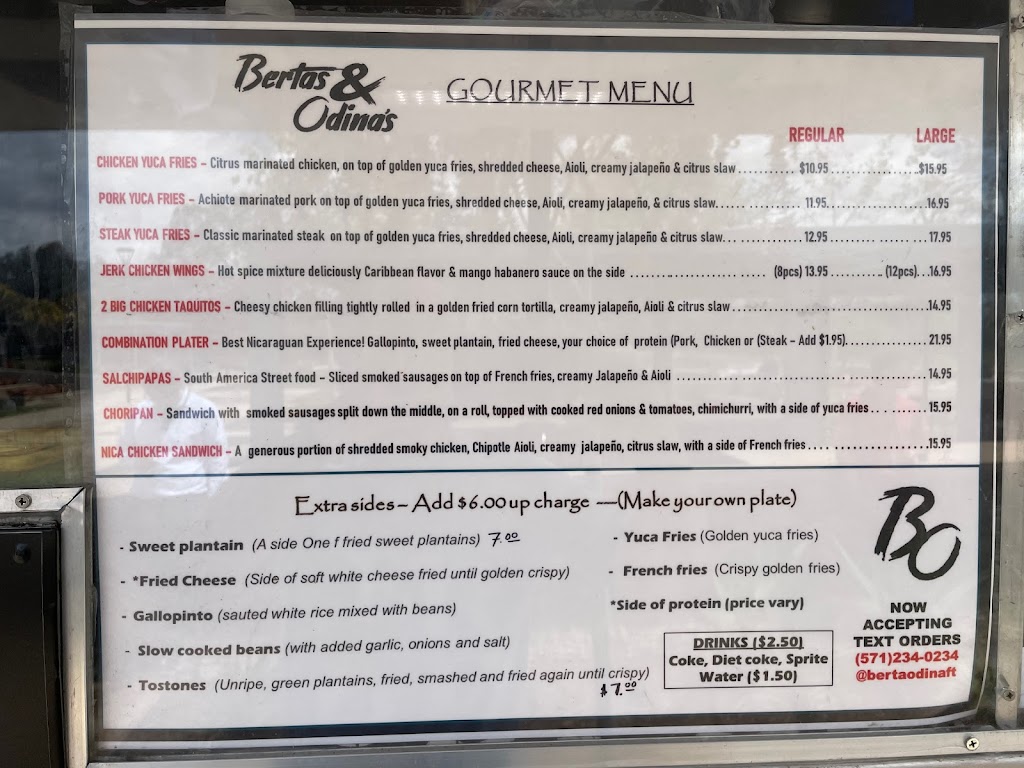 Bertas & Odina's
GOURMET MENU
REGULAR LARGE
CHICKEN YUCA FRIES – Citrus marinated chicken, on top of golden yuca fries, shredded cheese, Aioli, creamy jalapeño & citrus slaw........... $10.95.................$15.95
PORK YUCA FRIES – Achiote marinated pork on top of golden yuca fries, shredded cheese, Aioli, creamy jalapeño, & citrus slaw...... .......... 11.95....................16.95
STEAK YUCA FRIES – Classic marinated steak on top of golden yuca fries, shredded cheese, Aioli, creamy jalapeño & citrus slaw... ........... 12.95.......... ... ... ...17.95
JERK CHICKEN WINGS – Hot spice mixture deliciously Caribbean flavor & mango habanero sauce on the side ...................... (8pcs) 13.95.......... (12pcs)...16.95
2 BIG CHICKEN TAQUITOS – Cheesy chicken filling tightly rolled in a golden fried corn tortilla, creamy jalapeño, Aioli & citrus slaw.......................................14.95
COMBINATION PLATER – Best Nicaraguan Experience! Gallopinto, sweet plantain, fried cheese, your choice of protein (Pork, Chicken or (Steak – Add $1.95)................. 21.95
SALCHIPAPAS – South America Street food – Sliced smoked sausages on top of French fries, creamy Jalapeño & Aioli .................................................. 14.95
CHORIPAN – Sandwich with smoked sausages split down the middle, on a roll, topped with cooked red onions & tomatoes, chimichurri, with a side of yuca fries... ........ 15.95
NICA CHICKEN SANDWICH – A generous portion of shredded smoky chicken, Chipotle Aioli, creamy jalapeño, citrus slaw, with a side of French fries.... .....................15.95
Extra sides – Add $6.00 up charge —-(Make your own plate)
- Sweet plantain (A side One f fried sweet plantains) 7.00
- *Fried Cheese (Side of soft white cheese fried until golden crispy)
- Gallopinto (sauted white rice mixed with beans)
- Slow cooked beans (with added garlic, onions and salt)
- Tostones (Unripe, green plantains, fried, smashed and fried again until crispy)
$7.00
- Yuca Fries (Golden yuca fries)
- French fries (Crispy golden fries)
*Side of protein (price vary)
DRINKS ($2.50)
Coke, Diet coke, Sprite
Water ($1.50)
BO
NOW
ACCEPTING
TEXT ORDERS
(571)234-0234
@bertaodinaft